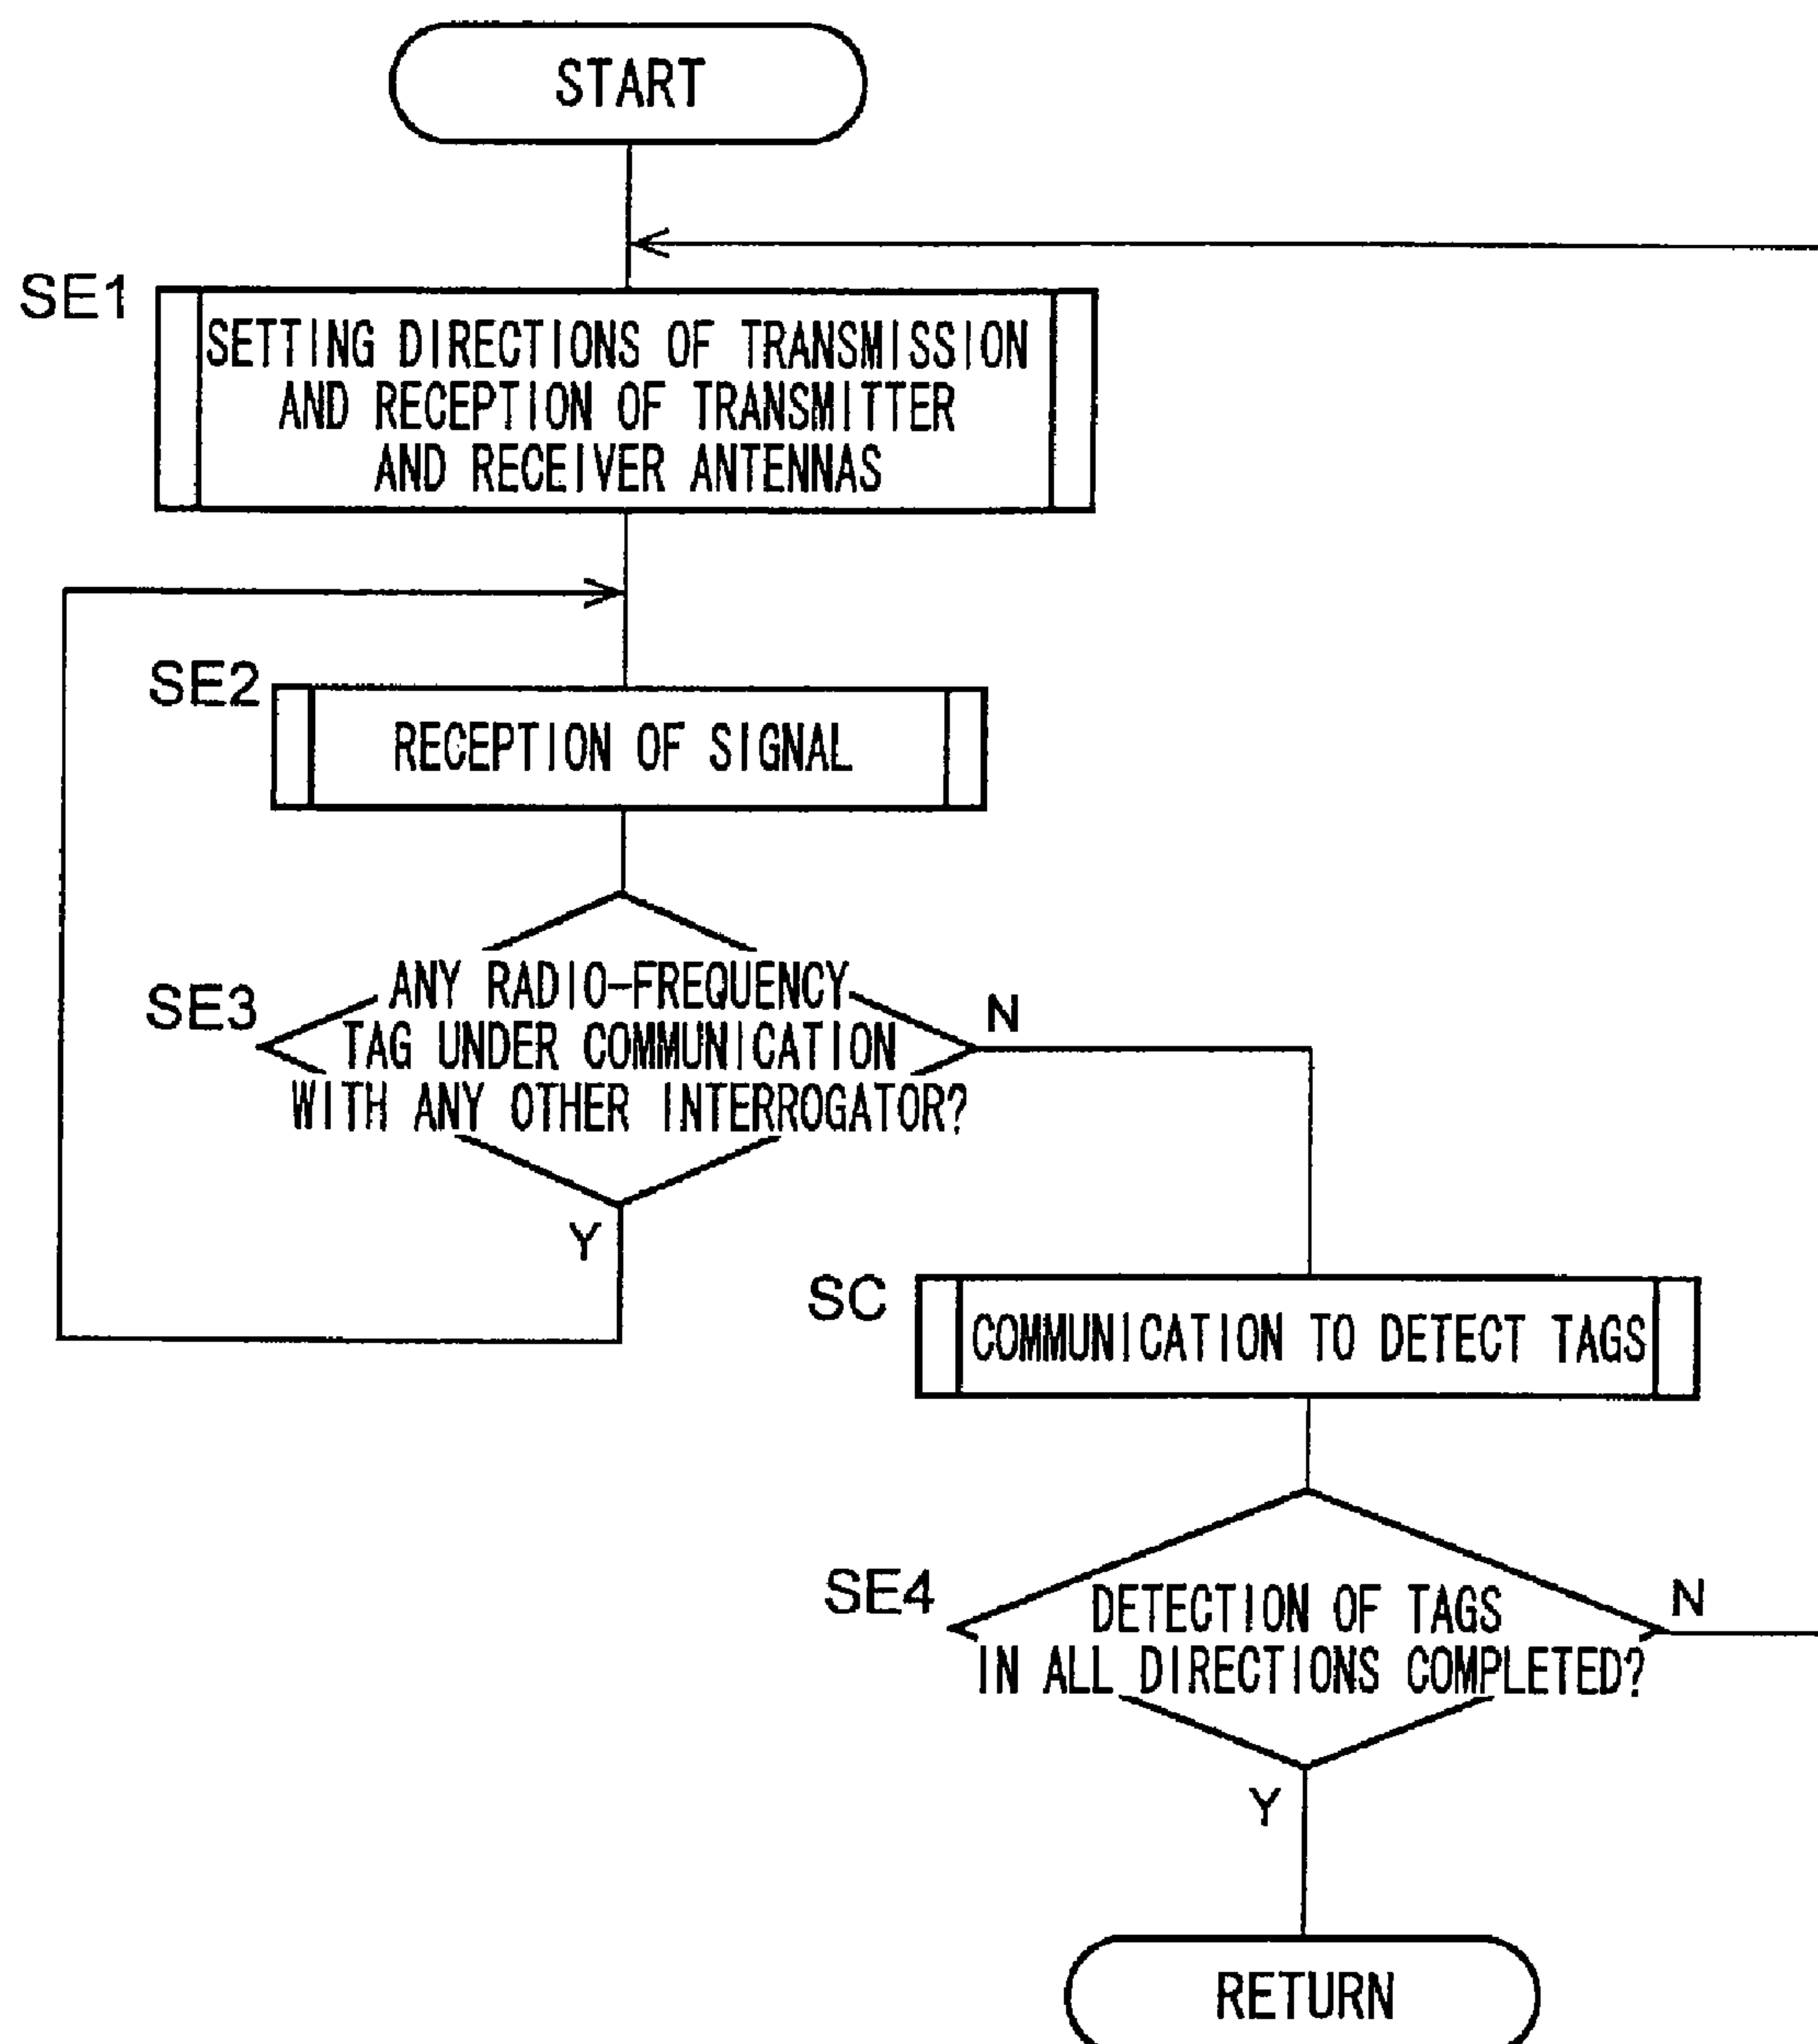 START
SE1
SETTING DIRECTIONS OF TRANSMISSION
AND RECEPTION OF TRANSMITTER
AND RECEIVER ANTENNAS
SE2
RECEPTION OF SIGNAL
SE3
ANY RADIO-FREQUENCY
TAG UNDER COMMUNICATION
WITH ANY OTHER INTERROGATOR?
N
Y
SC
COMMUNICATION TO DETECT TAGS
SE4
DETECTION OF TAGS
IN ALL DIRECTIONS COMPLETED?
N
Y
RETURN